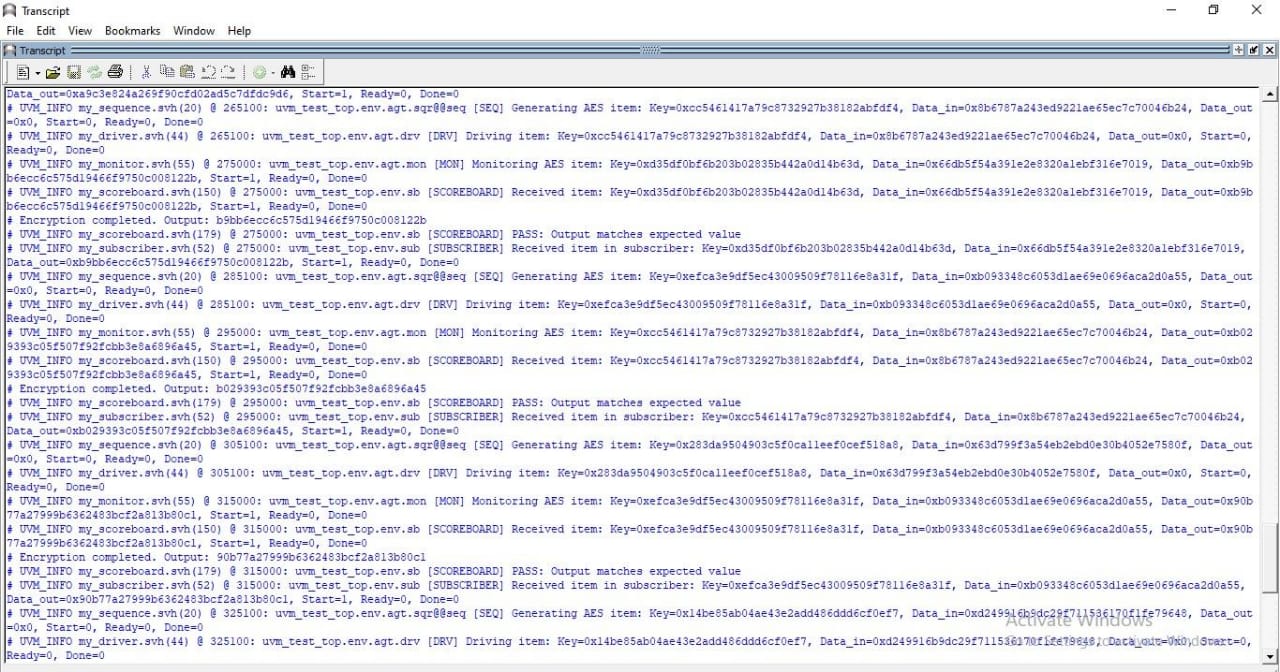 Transcript
File Edit View Bookmarks Window Help
Transcript
Data_out=0xa9c3e824a269f90cfd02ad5c7dfdc9d6, Start=1, Ready=0, Done=0
# UVM_INFO my_sequence.svh(20) @ 265100: uvm_test_top.env.agt.sqr@@seq [SEQ] Generating AES item: Key=0xcc5461417a79c8732927b38182abfdf4, Data_in=0x8b6787a243ed9221ae65ec7c70046b24, Data_out
=0x0, Start=0, Ready=0, Done=0
# UVM_INFO my_driver.svh(44) @ 265100: uvm_test_top.env.agt.drv [DRV] Driving item: Key=0xcc5461417a79c8732927b38182abfdf4, Data_in=0x8b6787a243ed9221ae65ec7c70046b24, Data_out=0x0, Start=0,
Ready=0, Done=0
# UVM_INFO my_monitor.svh(55) @ 275000: uvm_test_top.env.agt.mon [MON] Monitoring AES item: Key=0xd35df0bf6b203b02835b442a0d14b63d, Data_in=0x66db5f54a391e2e8320a1ebf316e7019, Data_out=0xb9b
b6ecc6c575d19466f9750c008122b, Start=1, Ready=0, Done=0
# UVM_INFO my_scoreboard.svh(150) @ 275000: uvm_test_top.env.sb [SCOREBOARD] Received item: Key=0xd35df0bf6b203b02835b442a0d14b63d, Data_in=0x66db5f54a391e2e8320a1ebf316e7019, Data_out=0xb9b
b6ecc6c575d19466f9750c008122b, Start=1, Ready=0, Done=0
# Encryption completed. Output: b9bb6ecc6c575d19466f9750c008122b
# UVM_INFO my_scoreboard.svh(179) @ 275000: uvm_test_top.env.sb [SCOREBOARD] PASS: Output matches expected value
# UVM_INFO my_subscriber.svh(52) @ 275000: uvm_test_top.env.sub [SUBSCRIBER] Received item in subscriber: Key=0xd35df0bf6b203b02835b442a0d14b63d, Data_in=0x66db5f54a391e2e8320a1ebf316e7019,
Data_out=0xb9bb6ecc6c575d19466f9750c008122b, Start=1, Ready=0, Done=0
# UVM_INFO my_sequence.svh(20) @ 285100: uvm_test_top.env.agt.sqr@@seq [SEQ] Generating AES item: Key=0xefca3e9df5ec43009509f78116e8a31f, Data_in=0xb093348c6053d1ae69e0696aca2d0a55, Data_out
=0x0, Start=0, Ready=0, Done=0
# UVM_INFO my_driver.svh(44) @ 285100: uvm_test_top.env.agt.drv [DRV] Driving item: Key=0xefca3e9df5ec43009509f78116e8a31f, Data_in=0xb093348c6053d1ae69e0696aca2d0a55, Data_out=0x0, Start=0,
Ready=0, Done=0
# UVM_INFO my_monitor.svh(55) @ 295000: uvm_test_top.env.agt.mon [MON] Monitoring AES item: Key=0xcc5461417a79c8732927b38182abfdf4, Data_in=0x8b6787a243ed9221ae65ec7c70046b24, Data_out=0xb02
9393c05f507f92fcbb3e8a6896a45, Start=1, Ready=0, Done=0
# UVM_INFO my_scoreboard.svh(150) @ 295000: uvm_test_top.env.sb [SCOREBOARD] Received item: Key=0xcc5461417a79c8732927b38182abfdf4, Data_in=0x8b6787a243ed9221ae65ec7c70046b24, Data_out=0xb02
9393c05f507f92fcbb3e8a6896a45, Start=1, Ready=0, Done=0
# Encryption completed. Output: b029393c05f507f92fcbb3e8a6896a45
# UVM_INFO my_scoreboard.svh(179) @ 295000: uvm_test_top.env.sb [SCOREBOARD] PASS: Output matches expected value
# UVM_INFO my_subscriber.svh(52) @ 295000: uvm_test_top.env.sub [SUBSCRIBER] Received item in subscriber: Key=0xcc5461417a79c8732927b38182abfdf4, Data_in=0x8b6787a243ed9221ae65ec7c70046b24,
Data_out=0xb029393c05f507f92fcbb3e8a6896a45, Start=1, Ready=0, Done=0
# UVM_INFO my_sequence.svh(20) @ 305100: uvm_test_top.env.agt.sqr@@seq [SEQ] Generating AES item: Key=0x283da9504903c5f0ca11eef0cef518a8, Data_in=0x63d799f3a54eb2ebd0e30b4052e7580f, Data_out
=0x0, Start=0, Ready=0, Done=0
# UVM_INFO my_driver.svh(44) @ 305100: uvm_test_top.env.agt.drv [DRV] Driving item: Key=0x283da9504903c5f0ca11eef0cef518a8, Data_in=0x63d799f3a54eb2ebd0e30b4052e7580f, Data_out=0x0, Start=0,
Ready=0, Done=0
# UVM_INFO my_monitor.svh(55) @ 315000: uvm_test_top.env.agt.mon [MON] Monitoring AES item: Key=0xefca3e9df5ec43009509f78116e8a31f, Data_in=0xb093348c6053d1ae69e0696aca2d0a55, Data_out=0x90b
77a27999b6362483bcf2a813b80c1, Start=1, Ready=0, Done=0
# UVM_INFO my_scoreboard.svh(150) @ 315000: uvm_test_top.env.sb [SCOREBOARD] Received item: Key=0xefca3e9df5ec43009509f78116e8a31f, Data_in=0xb093348c6053d1ae69e0696aca2d0a55, Data_out=0x90b
77a27999b6362483bcf2a813b80c1, Start=1, Ready=0, Done=0
# Encryption completed. Output: 90b77a27999b6362483bcf2a813b80c1
# UVM_INFO my_scoreboard.svh(179) @ 315000: uvm_test_top.env.sb [SCOREBOARD] PASS: Output matches expected value
# UVM_INFO my_subscriber.svh(52) @ 315000: uvm_test_top.env.sub [SUBSCRIBER] Received item in subscriber: Key=0xefca3e9df5ec43009509f78116e8a31f, Data_in=0xb093348c6053d1ae69e0696aca2d0a55,
Data_out=0x90b77a27999b6362483bcf2a813b80c1, Start=1, Ready=0, Done=0
# UVM_INFO my_sequence.svh(20) @ 325100: uvm_test_top.env.agt.sqr@@seq [SEQ] Generating AES item: Key=0x14be85ab04ae43e2add486ddd6cf0ef7, Data_in=0xd249916b9dc29f711536170f1fe79648, Data_out
=0x0, Start=0, Ready=0, Done=0
Activate Windows
# UVM_INFO my_driver.svh(44) @ 325100: uvm_test_top.env.agt.drv [DRV] Driving item: Key=0x14be85ab04ae43e2add486ddd6cf0ef7, Data_in=0xd249916b9dc29f711536170f1fe79648, Data_out=0x0, Start=0,
Go to Settings to activate Windows.
Ready=0, Done=0